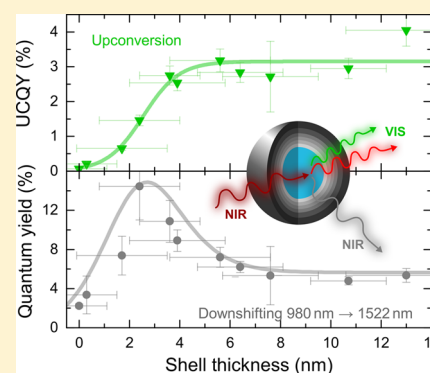 4
3
2
1
0
UCQY (%)
Upconversion
VIS
NIR
NIR
12
8
4
0
Quantum yield (%)
Downshifting 980 nm → 1522 nm
0 2 4 6 8 10 12
Shell thickness (nm)